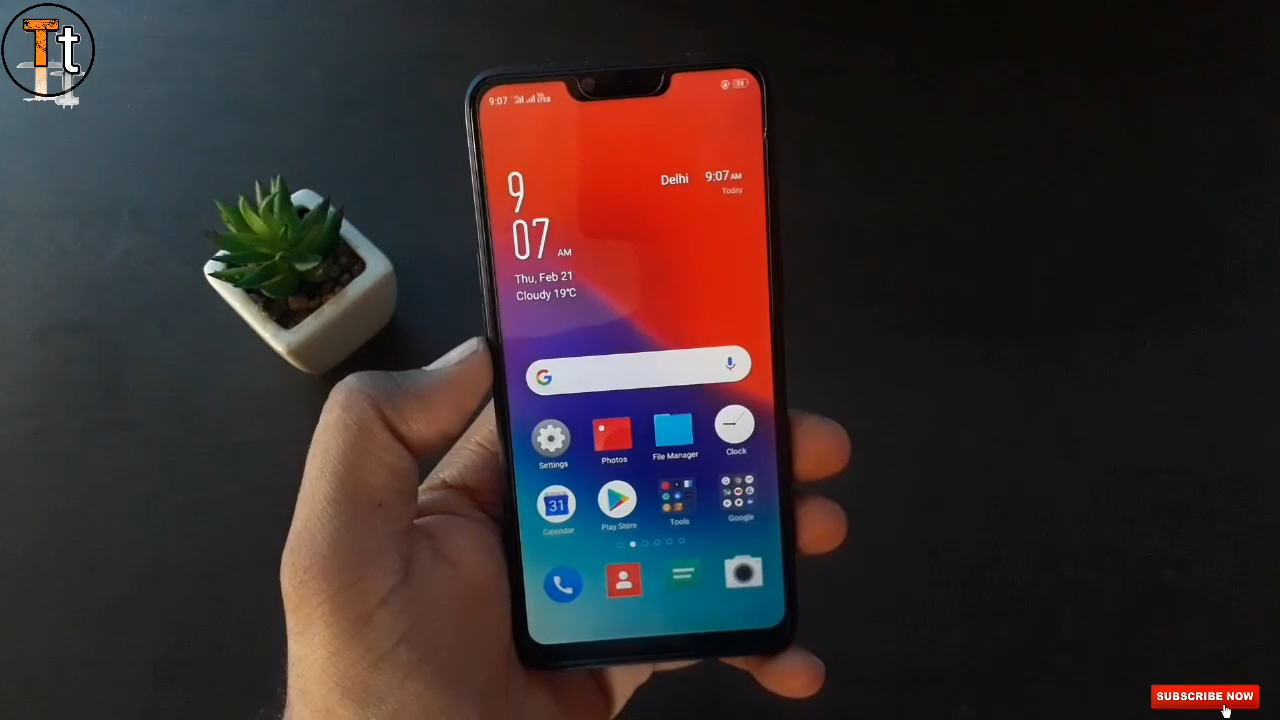 Tt
9:07
Delhi 9:07 AM
Today
9
07 AM
Thu, Feb 21
Cloudy 19°C
G
Settings
Photos
File Manager
Clock
31
Calendar
Play Store
Tools
Google
SUBSCRIBE NOW